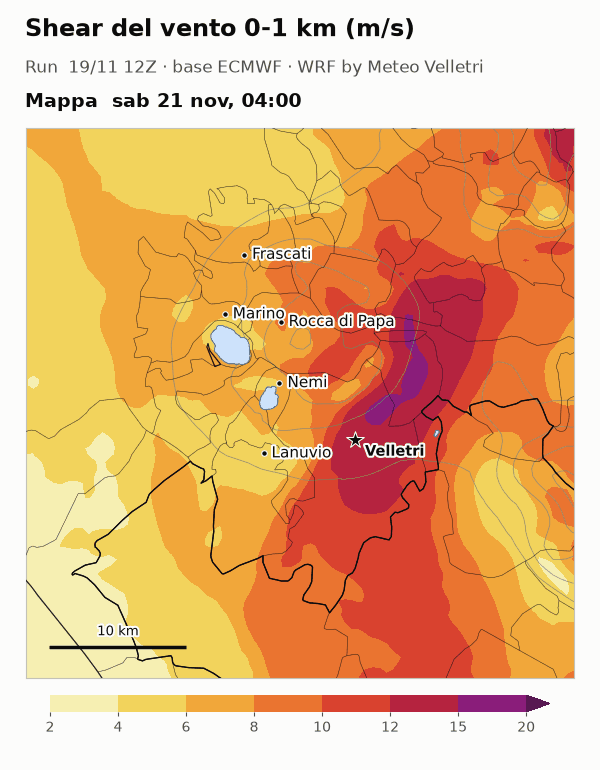 Shear del vento 0-1 km (m/s)
Run  19/11 12Z · base ECMWF · WRF by Meteo Velletri
Mappa  sab 21 nov, 04:00
Frascati
Marino
Rocca di Papa
Nemi
Velletri
Lanuvio
10 km
2 4 6 8 10 12 15 20